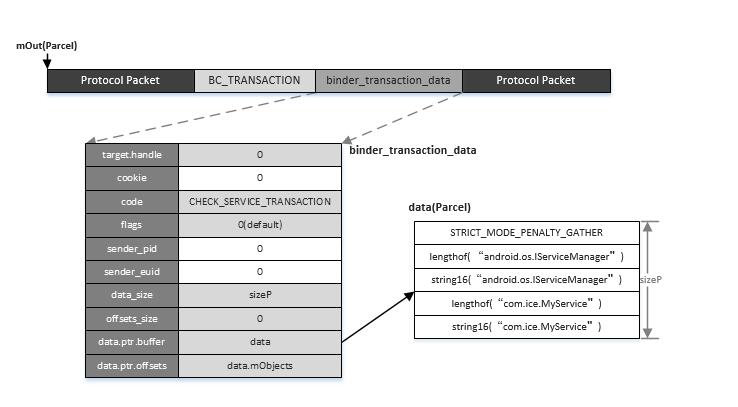 mOut(Parcel)
Protocol Packet BC_TRANSACTION binder_transaction_data Protocol Packet
binder_transaction_data
target.handle 0
cookie 0
code CHECK_SERVICE_TRANSACTION
flags 0(default)
sender_pid 0
sender_euid 0
data_size sizeP
offsets_size 0
data.ptr.buffer data
data.ptr.offsets data.mObjects
data(Parcel)
STRICT_MODE_PENALTY_GATHER
lengthof(“android.os.IServiceManager”)
string16(“android.os.IServiceManager”)
lengthof(“com.ice.MyService”)
string16(“com.ice.MyService”)
sizeP